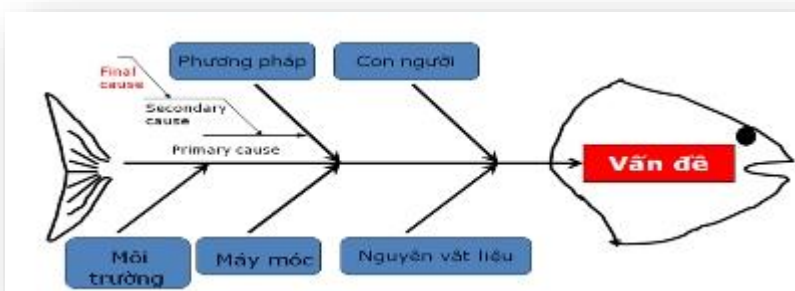 Phương pháp
Con người
Final
cause
Secondary
cause
Primary cause
Vấn đề
Môi
trường
Máy móc
Nguyên vật liệu